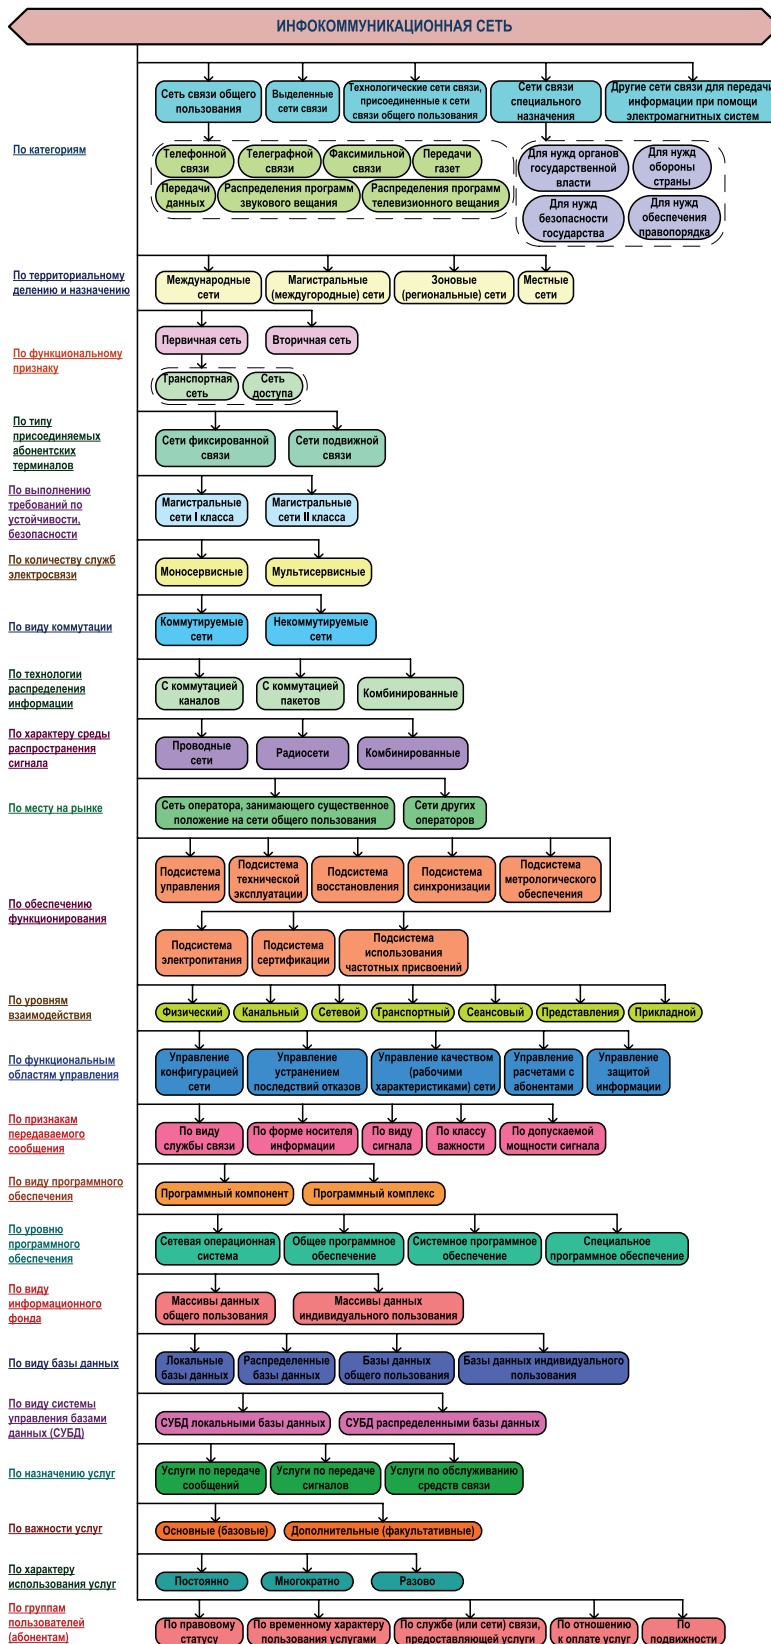 ИНФОКОММУНИКАЦИОННАЯ СЕТЬ
По категориям
Сеть связи общего
пользования
Выделенные
сети связи
Технологические сети связи,
присоединенные к сети
связи общего пользования
Сети связи
специального
назначения
Другие сети связи для передачи
информации при помощи
электромагнитных систем
Телефонной
связи
Телеграфной
связи
Факсимильной
связи
Передачи
газет
Передачи
данных
Распределения программ
звукового вещания
Распределения программ
телевизионного вещания
Для нужд органов
государственной
власти
Для нужд
обороны
страны
Для нужд
безопасности
государства
Для нужд
обеспечения
правопорядка
По территориальному
делению и назначению
Международные
сети
Магистральные
(междугородные) сети
Зоновые
(региональные) сети
Местные
сети
По функциональному
признаку
Первичная сеть
Вторичная сеть
Транспортная
сеть
Сеть
доступа
По типу
присоединяемых
абонентских
терминалов
Сети фиксированной
связи
Сети подвижной
связи
По выполнению
требований по
устойчивости,
безопасности
Магистральные
сети I класса
Магистральные
сети II класса
По количеству служб
электросвязи
Моносервисные
Мультисервисные
По виду коммутации
Коммутируемые
сети
Некоммутируемые
сети
По технологии
распределения
информации
С коммутацией
каналов
С коммутацией
пакетов
Комбинированные
По характеру среды
распространения
сигнала
Проводные
сети
Радиосети
Комбинированные
По месту на рынке
Сеть оператора, занимающего существенное
положение на сети общего пользования
Сети других
операторов
По обеспечению
функционирования
Подсистема
управления
Подсистема
технической
эксплуатации
Подсистема
восстановления
Подсистема
синхронизации
Подсистема
метрологического
обеспечения
Подсистема
электропитания
Подсистема
сертификации
Подсистема
использования
частотных присвоений
По уровням
взаимодействия
Физический
Канальный
Сетевой
Транспортный
Сеансовый
Представления
Прикладной
По функциональным
областям управления
Управление
конфигурацией
сети
Управление
устранением
последствий отказов
Управление качеством
(рабочими
характеристиками) сети
Управление
расчетами с
абонентами
Управление
защитой
информации
По признакам
передаваемого
сообщения
По виду
службы связи
По форме носителя
информации
По виду
сигнала
По классу
важности
По допускаемой
мощности сигнала
По виду программного
обеспечения
Программный компонент
Программный комплекс
По уровню
программного
обеспечения
Сетевая операционная
система
Общее программное
обеспечение
Системное программное
обеспечение
Специальное
программное обеспечение
По виду
информационного
фонда
Массивы данных
общего пользования
Массивы данных
индивидуального пользования
По виду базы данных
Локальные
базы данных
Распределенные
базы данных
Базы данных
общего пользования
Базы данных индивидуального
пользования
По виду системы
управления базами
данных (СУБД)
СУБД локальными базы данных
СУБД распределенными базы данных
По назначению услуг
Услуги по передаче
сообщений
Услуги по передаче
сигналов
Услуги по обслуживанию
средств связи
По важности услуг
Основные (базовые)
Дополнительные (факультативные)
По характеру
использования услуг
Постоянно
Многократно
Разово
По группам
пользователей
(абонентам)
По правовому
статусу
По временному характеру
пользования услугами
По службе (или сети) связи,
предоставляющей услуги
По отношению
к оплате услуг
По
подвижности